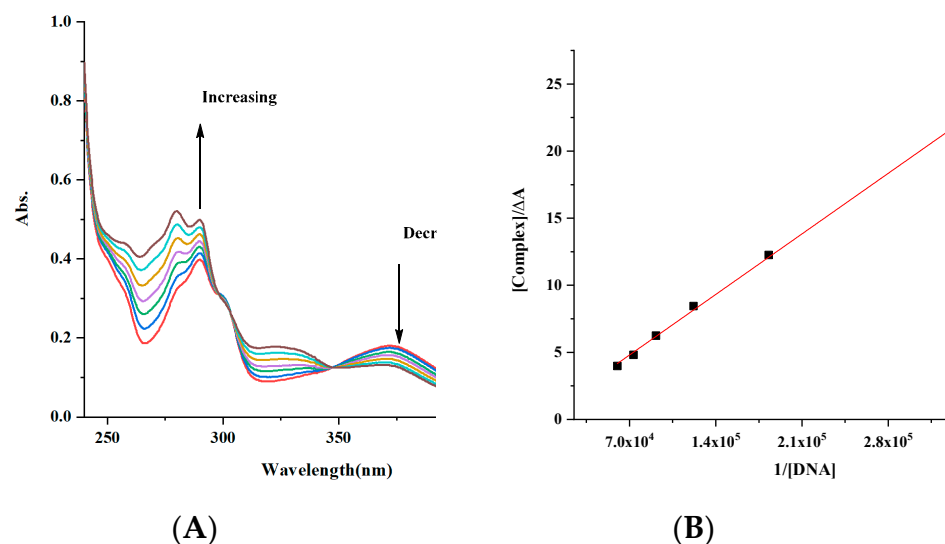 1.0
0.8
0.6
0.4
0.2
0.0
Abs.
Increasing
Decr
250
300
350
Wavelength(nm)
(A)
25
20
15
10
5
0
[Complex]/ΔA
7.0x10⁴
1.4x10⁵
2.1x10⁵
2.8x10⁵
1/[DNA]
(B)